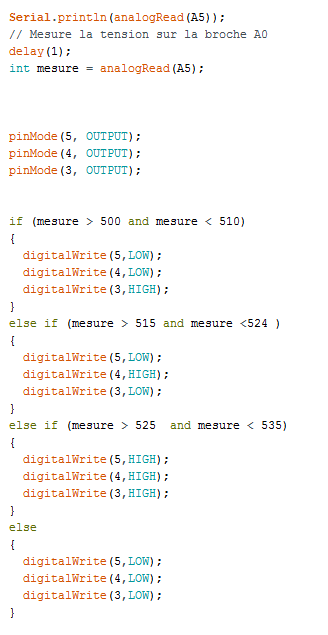 Serial.println(analogRead(A5));
// Mesure la tension sur la broche A0
delay(1);
int mesure = analogRead(A5);
pinMode(5, OUTPUT);
pinMode(4, OUTPUT);
pinMode(3, OUTPUT);
if (mesure > 500 and mesure < 510)
{
digitalWrite(5,LOW);
digitalWrite(4,LOW);
digitalWrite(3,HIGH);
}
else if (mesure > 515 and mesure <524 )
{
digitalWrite(5,LOW);
digitalWrite(4,HIGH);
digitalWrite(3,LOW);
}
else if (mesure > 525  and mesure < 535)
{
digitalWrite(5,HIGH);
digitalWrite(4,HIGH);
digitalWrite(3,HIGH);
}
else
{
digitalWrite(5,LOW);
digitalWrite(4,LOW);
digitalWrite(3,LOW);
}